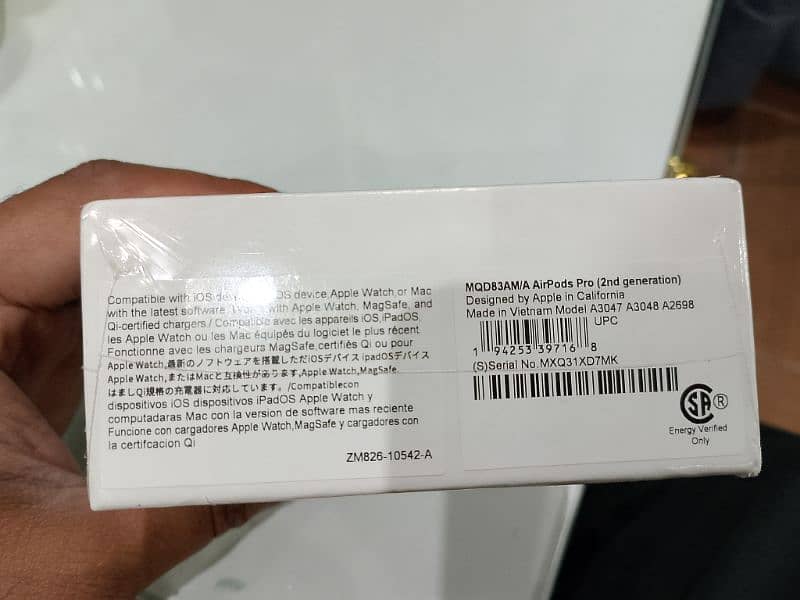 Compatible with iOS device Apple Watch, or Mac
with the latest software with Apple Watch, MagSafe, and
Qi-certified chargers / Compatible avec les appareils iOS, iPadOS,
les Apple Watch ou les Mac équipés du logiciel le plus récent
Fonctionne avec les chargeurs MagSafe, certifiés Qi ou pour
Apple Watch, 最新のノフトウェアを搭載しただiOSデバイス ipadOSデバイス
Apple Watch, またはMacと互換性があります, Apple Watch, MagSafe
はましQi規格の充電器に対応しています。/Compatiblecon
dispositivos iOS dispositivos iPadOS Apple Watch y
computadaras Mac con la version de software mas reciente
Funcione con cargadores Apple Watch, MagSafe y cargadores con
la certifcacion Qi
ZM826-10542-A
MQD83AM/A AirPods Pro (2nd generation)
Designed by Apple in California
Made in Vietnam Model A3047 A3048 A2698
UPC
1 94253 39716 8
(S)Serial No. MXQ31XD7MK
SA ®
Energy Verified
Only